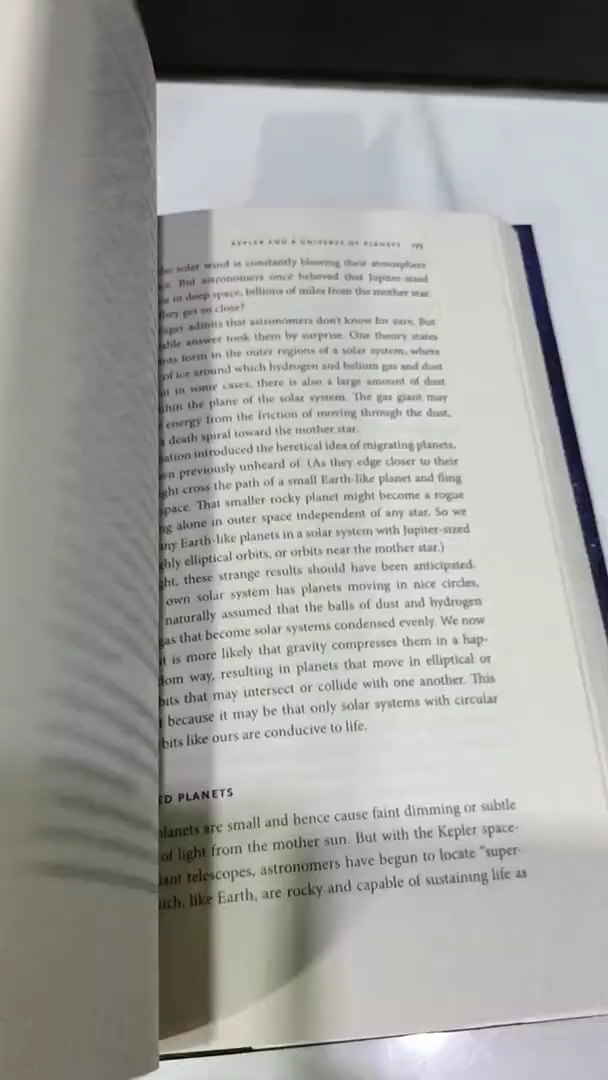 KEPLER AND A UNIVERSE OF PLANETS 195
solar wind is constantly blowing their atmosphere
But astronomers once believed that Jupiter-sized
in deep space, billions of miles from the mother star.
they get so close?
admits that astronomers don't know for sure. But
answer took them by surprise. One theory states
form in the outer regions of a solar system, where
of ice around which hydrogen and helium gas and dust
in some cases, there is also a large amount of dust
within the plane of the solar system. The gas giant may
energy from the friction of moving through the dust,
death spiral toward the mother star.
introduced the heretical idea of migrating planets,
previously unheard of. (As they edge closer to their
cross the path of a small Earth-like planet and fling
space. That smaller rocky planet might become a rogue
alone in outer space independent of any star. So we
any Earth-like planets in a solar system with Jupiter-sized
ghly elliptical orbits, or orbits near the mother star.)
ght, these strange results should have been anticipated.
own solar system has planets moving in nice circles,
naturally assumed that the balls of dust and hydrogen
gas that become solar systems condensed evenly. We now
it is more likely that gravity compresses them in a hap-
dom way, resulting in planets that move in elliptical or
bits that may intersect or collide with one another. This
because it may be that only solar systems with circular
bits like ours are conducive to life.
ED PLANETS
planets are small and hence cause faint dimming or subtle
of light from the mother sun. But with the Kepler space-
iant telescopes, astronomers have begun to locate "super-
uch, like Earth, are rocky and capable of sustaining life as